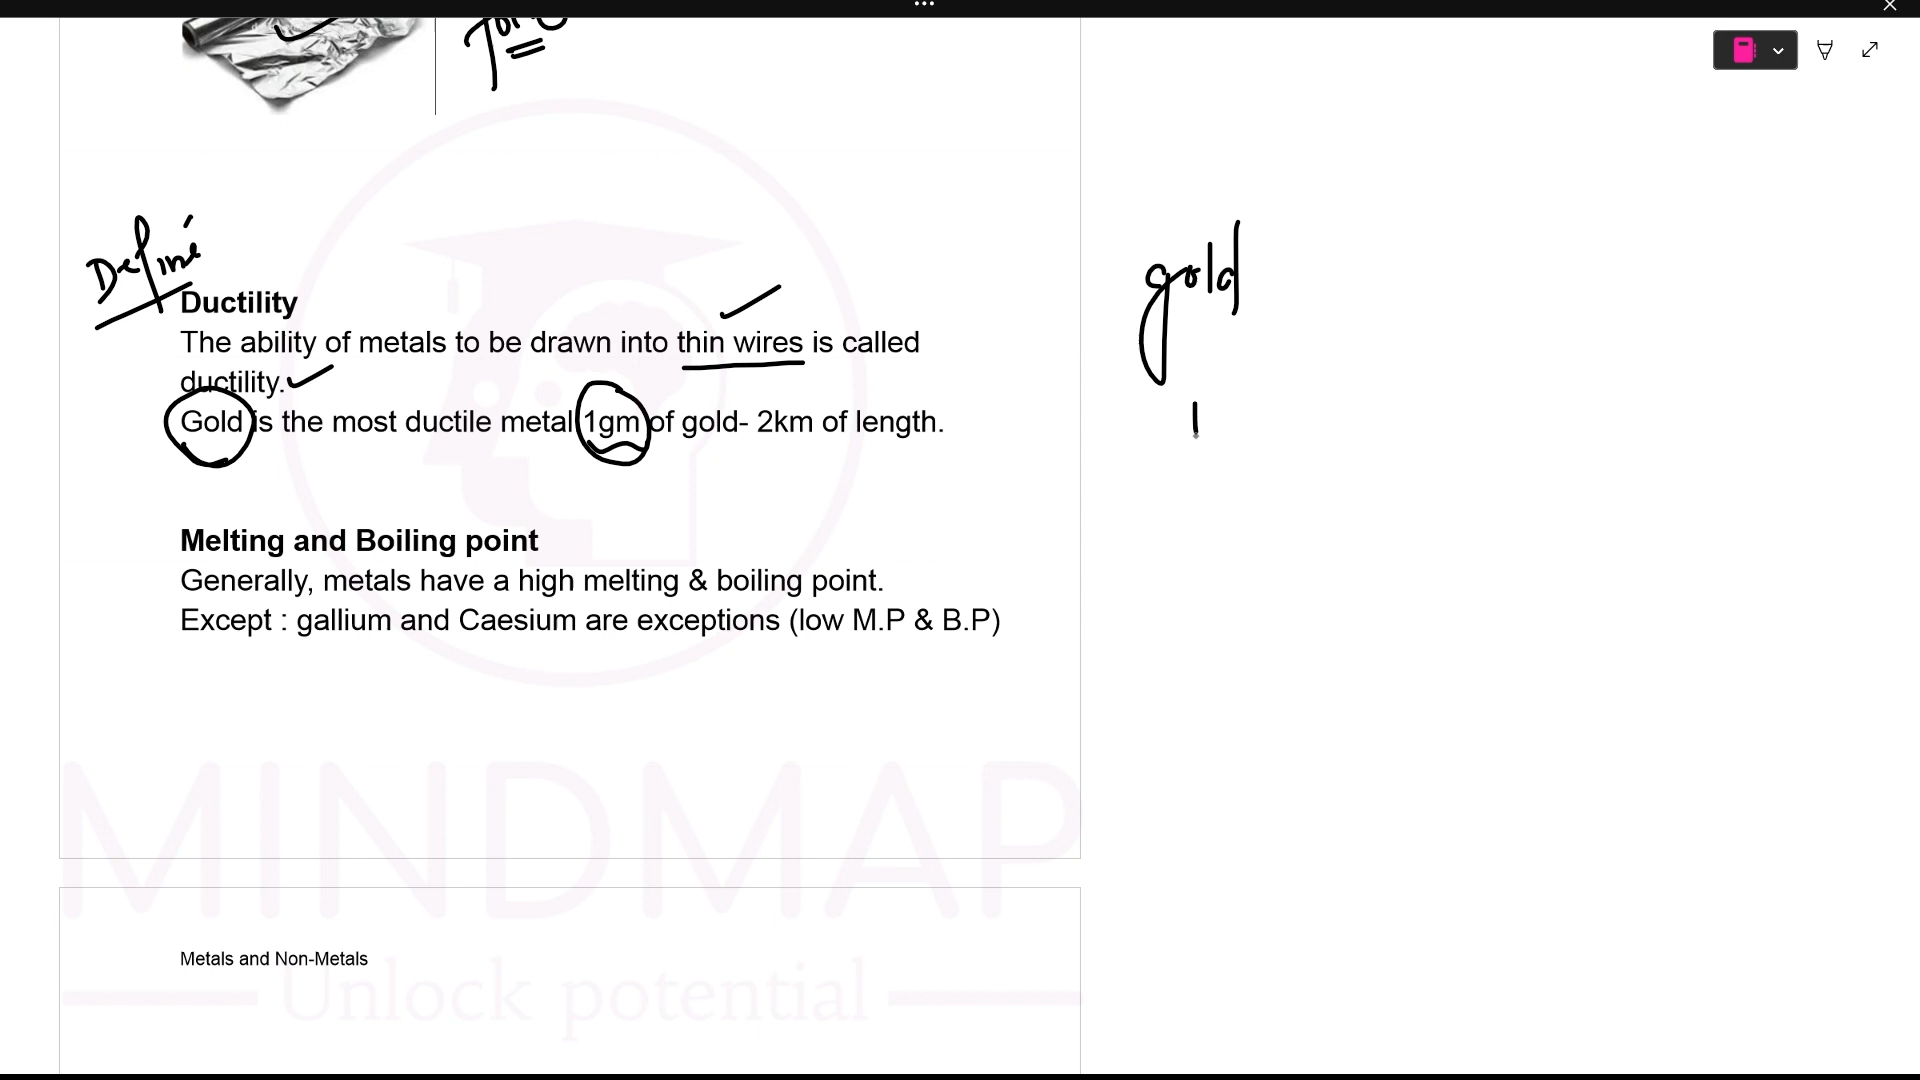 Define
Ductility
The ability of metals to be drawn into thin wires is called
ductility.
Gold is the most ductile metal 1gm of gold- 2km of length.
gold
1
Melting and Boiling point
Generally, metals have a high melting & boiling point.
Except : gallium and Caesium are exceptions (low M.P & B.P)
MINDMAP
Metals and Non-Metals
Unlock potential